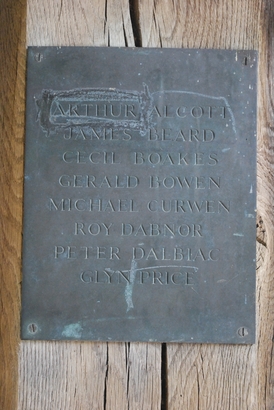 ARTHUR ALCOTT
JAMES BEARD
CECIL BOAKES
GERALD BOWEN
MICHAEL CURWEN
ROY DABNOR
PETER DALBIAC
GLYN PRICE